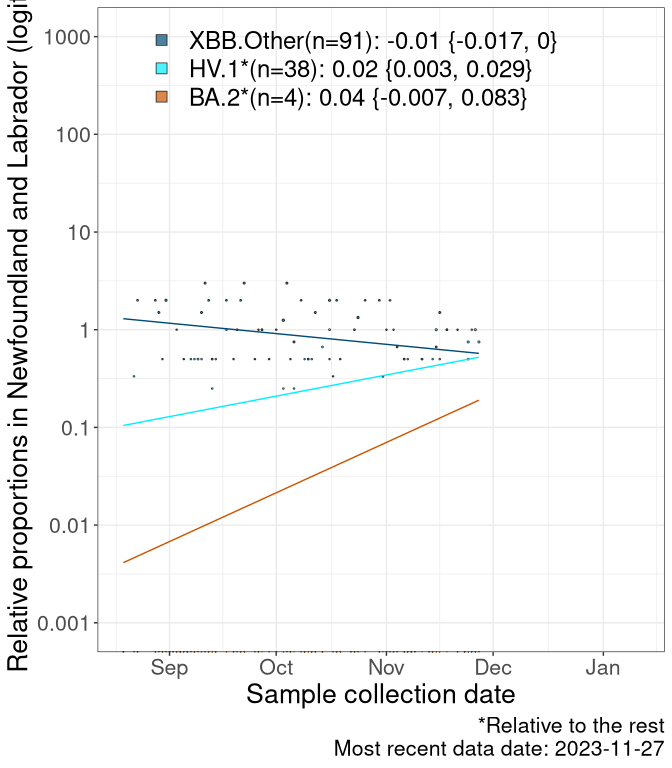 Relative proportions in Newfoundland and Labrador
1000
100
10
1
0.1
0.01
0.001
XBB.Other(n=91): -0.01 {-0.017, 0}
HV.1*(n=38): 0.02 {0.003, 0.029}
BA.2*(n=4): 0.04 {-0.007, 0.083}
Sep Oct Nov Dec Jan
Sample collection date
*Relative to the rest
Most recent data date: 2023-11-27